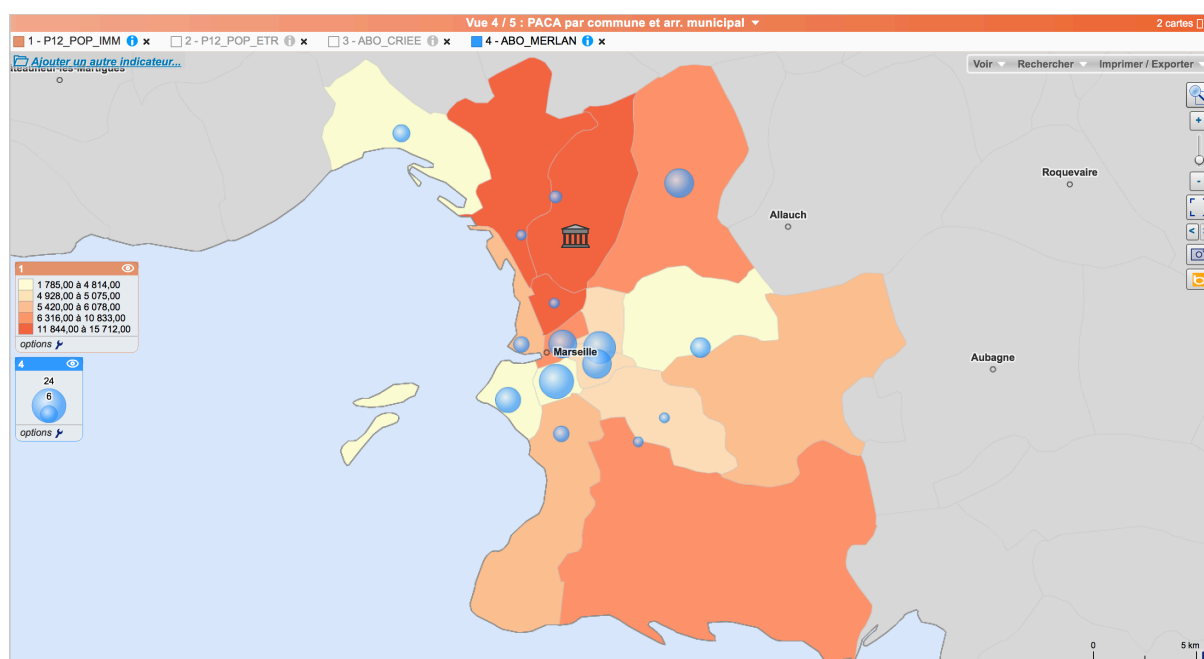 Vue 4 / 5 : PACA par commune et arr. municipal
2 cartes
1 - P12_POP_IMM
2 - P12_POP_ETR
3 - ABO_CRIEE
4 - ABO_MERLAN
Ajouter un autre indicateur...
Voir
Rechercher
Imprimer / Exporter
Roquevaire
Allauch
Marseille
Aubagne
1
1 785,00 à 4 814,00
4 928,00 à 5 075,00
5 420,00 à 6 078,00
6 316,00 à 10 833,00
11 844,00 à 15 712,00
options
4
24
6
options
0
5 km